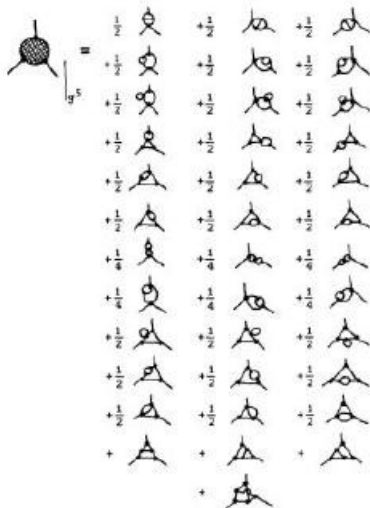 = 1/2 + 1/2 + 1/2
g⁵
+ 1/2 + 1/2 + 1/2
+ 1/2 + 1/2 + 1/2
+ 1/2 + 1/2 + 1/2
+ 1/2 + 1/2 + 1/2
+ 1/2 + 1/2 + 1/2
+ 1/4 + 1/4 + 1/4
+ 1/4 + 1/4 + 1/4
+ 1/2 + 1/2 + 1/2
+ 1/2 + 1/2 + 1/2
+ 1/2 + 1/2 + 1/2
+ + +
+